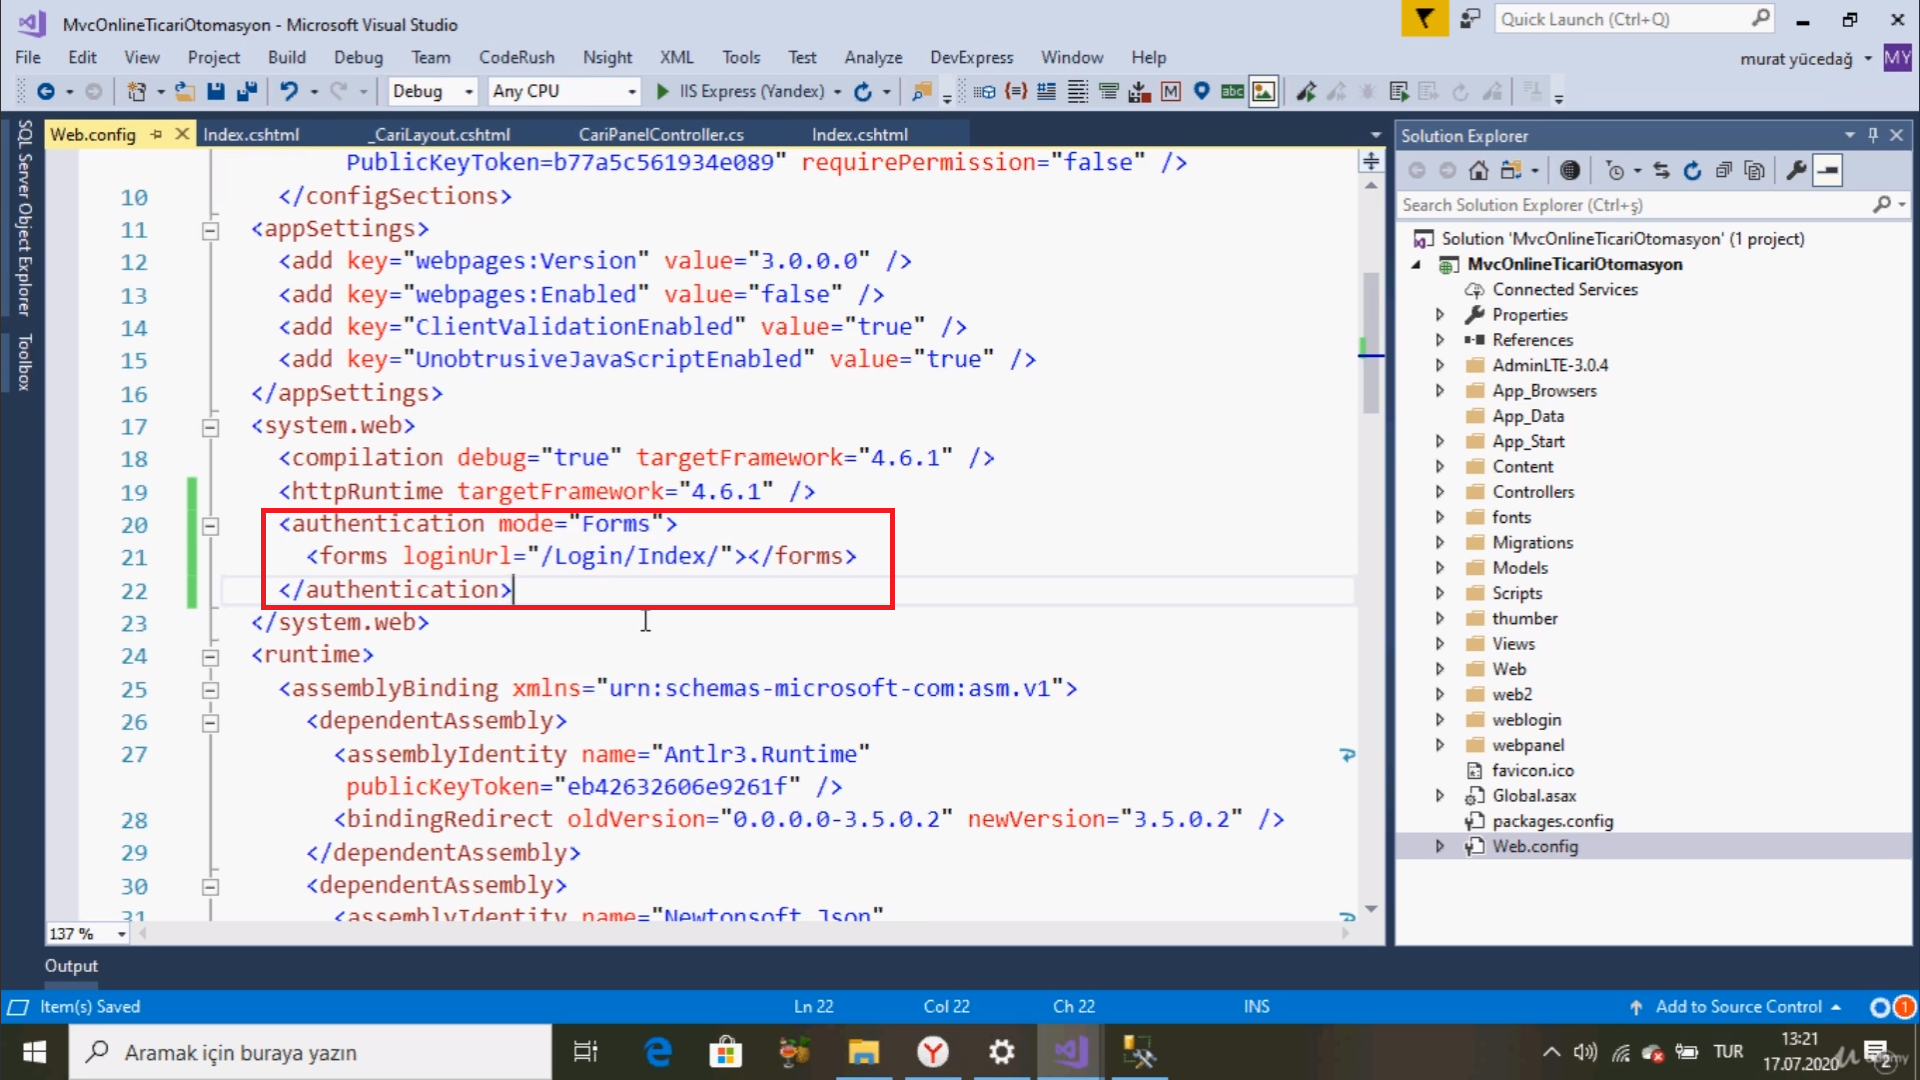 MvcOnlineTicariOtomasyon - Microsoft Visual Studio
Quick Launch (Ctrl+Q)
File Edit View Project Build Debug Team CodeRush Nsight XML Tools Test Analyze DevExpress Window Help
murat yücedağ MY
Debug Any CPU IIS Express (Yandex)
SQL Server Object Explorer
Toolbox
Web.config Index.cshtml _CariLayout.cshtml CariPanelController.cs Index.cshtml
PublicKeyToken=b77a5c561934e089" requirePermission="false" />
10 </configSections>
11 <appSettings>
12 <add key="webpages:Version" value="3.0.0.0" />
13 <add key="webpages:Enabled" value="false" />
14 <add key="ClientValidationEnabled" value="true" />
15 <add key="UnobtrusiveJavaScriptEnabled" value="true" />
16 </appSettings>
17 <system.web>
18 <compilation debug="true" targetFramework="4.6.1" />
19 <httpRuntime targetFramework="4.6.1" />
20 <authentication mode="Forms">
21 <forms loginUrl="/Login/Index/"></forms>
22 </authentication>
23 </system.web>
24 <runtime>
25 <assemblyBinding xmlns="urn:schemas-microsoft-com:asm.v1">
26 <dependentAssembly>
27 <assemblyIdentity name="Antlr3.Runtime"
publicKeyToken="eb42632606e9261f" />
28 <bindingRedirect oldVersion="0.0.0.0-3.5.0.2" newVersion="3.5.0.2" />
29 </dependentAssembly>
30 <dependentAssembly>
31 <assemblyIdentity name="Newtonsoft.Json"
137 %
Solution Explorer
Search Solution Explorer (Ctrl+ş)
Solution 'MvcOnlineTicariOtomasyon' (1 project)
MvcOnlineTicariOtomasyon
Connected Services
Properties
References
AdminLTE-3.0.4
App_Browsers
App_Data
App_Start
Content
Controllers
fonts
Migrations
Models
Scripts
thumber
Views
Web
web2
weblogin
webpanel
favicon.ico
Global.asax
packages.config
Web.config
Output
Item(s) Saved Ln 22 Col 22 Ch 22 INS Add to Source Control 1
Aramak için buraya yazın
TUR
13:21
17.07.2020
2